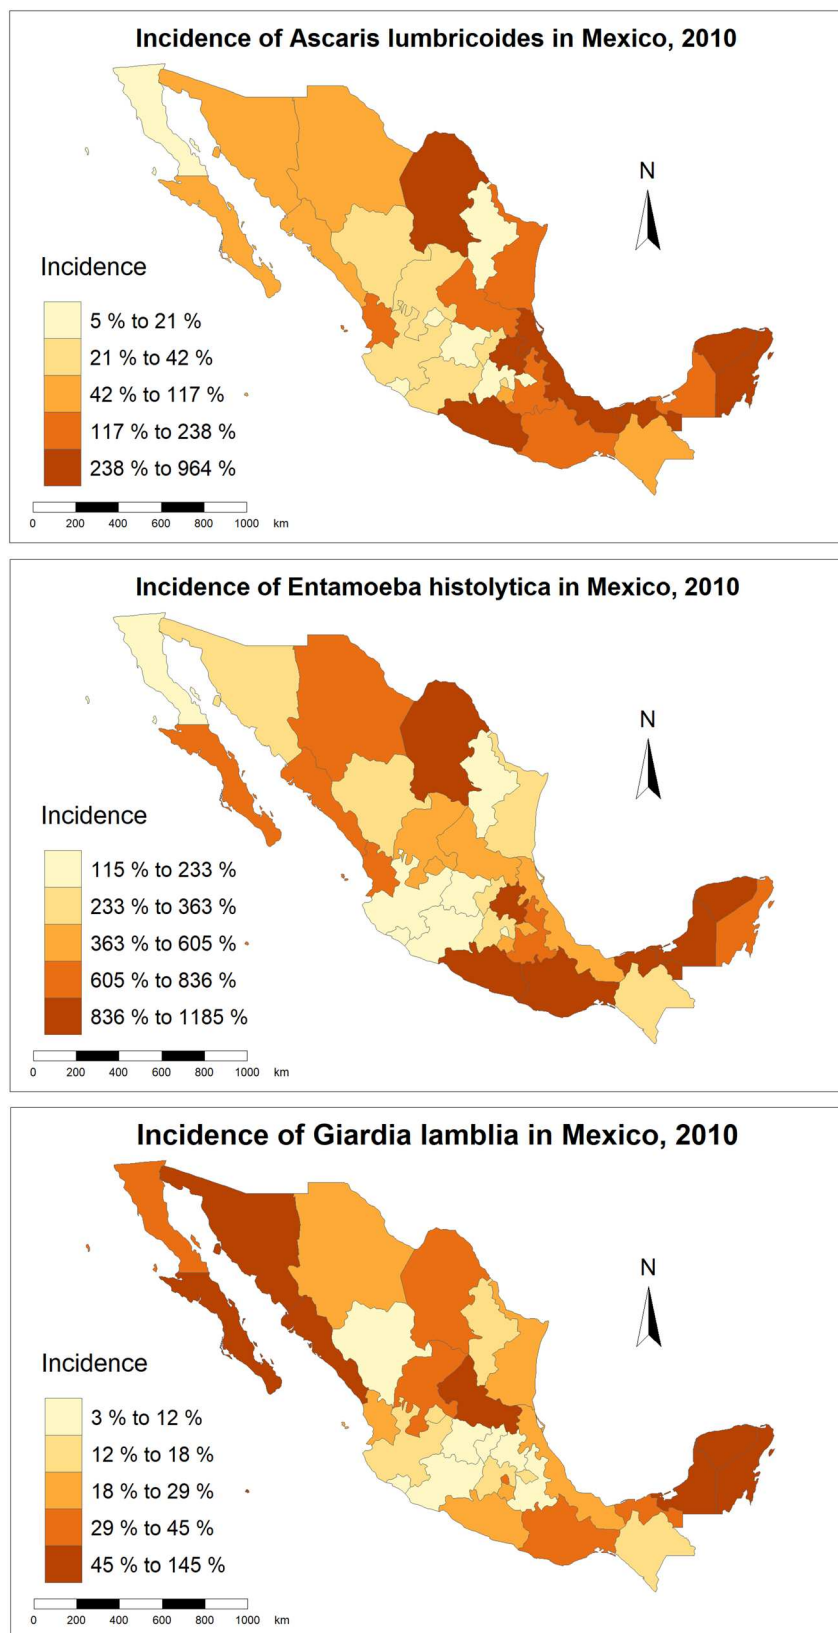 Incidence of Ascaris lumbricoides in Mexico, 2010
N
Incidence
5 % to 21 %
21 % to 42 %
42 % to 117 %
117 % to 238 %
238 % to 964 %
0 200 400 600 800 1000 km
Incidence of Entamoeba histolytica in Mexico, 2010
N
Incidence
115 % to 233 %
233 % to 363 %
363 % to 605 %
605 % to 836 %
836 % to 1185 %
0 200 400 600 800 1000 km
Incidence of Giardia lamblia in Mexico, 2010
N
Incidence
3 % to 12 %
12 % to 18 %
18 % to 29 %
29 % to 45 %
45 % to 145 %
0 200 400 600 800 1000 km